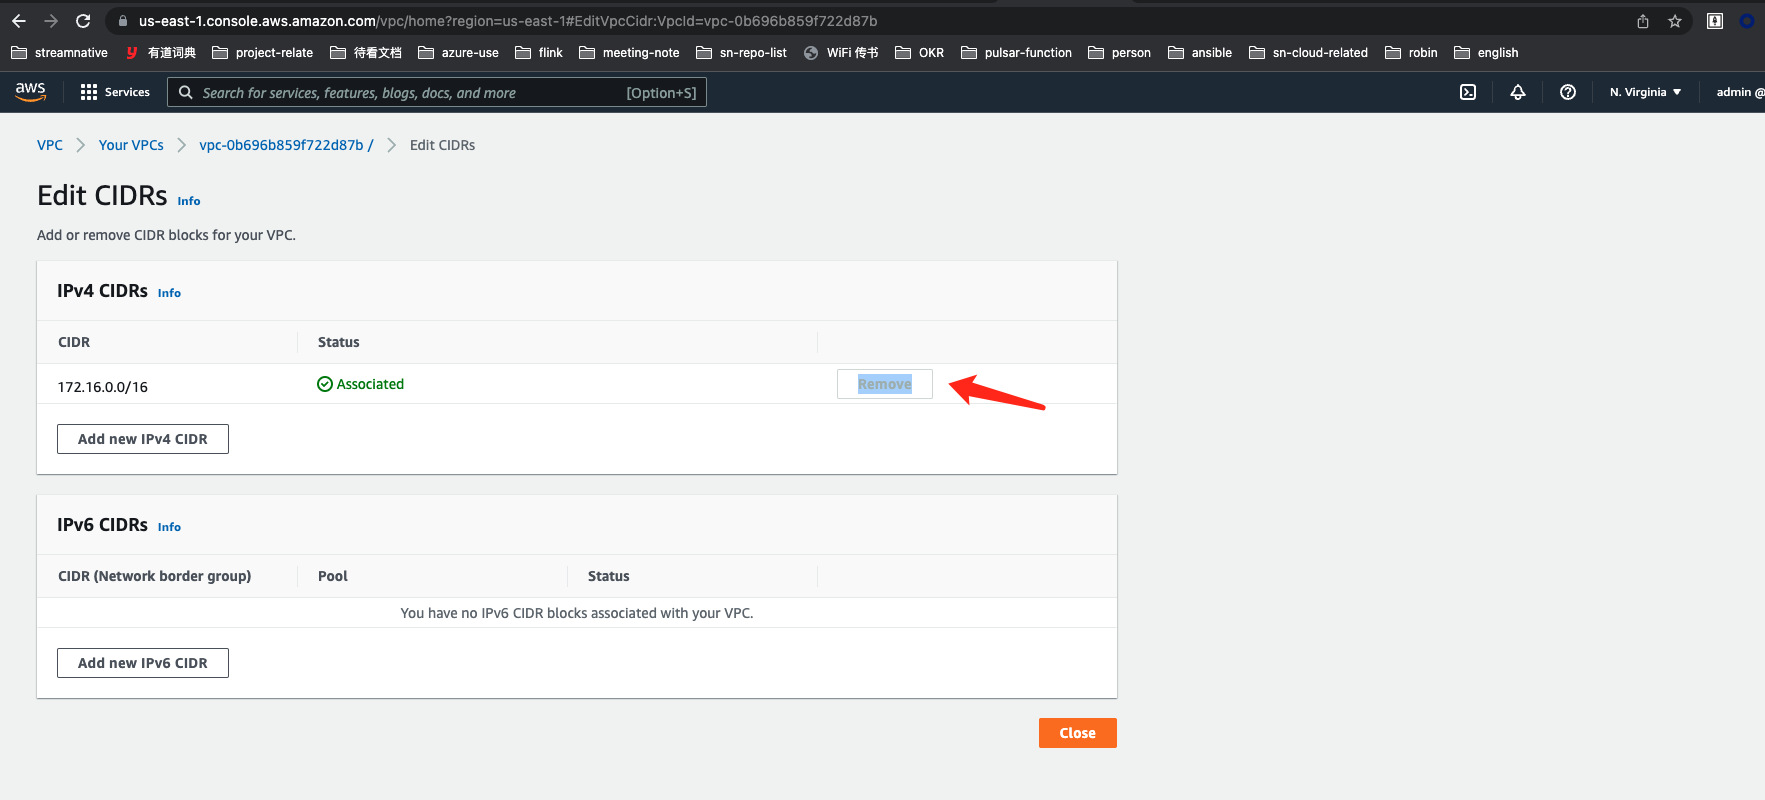 us-east-1.console.aws.amazon.com/vpc/home?region=us-east-1#EditVpcCidr:VpcId=vpc-0b696b859f722d87b
streamnative 有道词典 project-relate 待看文档 azure-use flink meeting-note sn-repo-list WiFi 传书 OKR pulsar-function person ansible sn-cloud-related robin english
aws Services Search for services, features, blogs, docs, and more [Option+S] N. Virginia admin @
VPC Your VPCs vpc-0b696b859f722d87b / Edit CIDRs
Edit CIDRs Info
Add or remove CIDR blocks for your VPC.
IPv4 CIDRs Info
CIDR Status
172.16.0.0/16 Associated Remove
Add new IPv4 CIDR
IPv6 CIDRs Info
CIDR (Network border group) Pool Status
You have no IPv6 CIDR blocks associated with your VPC.
Add new IPv6 CIDR
Close